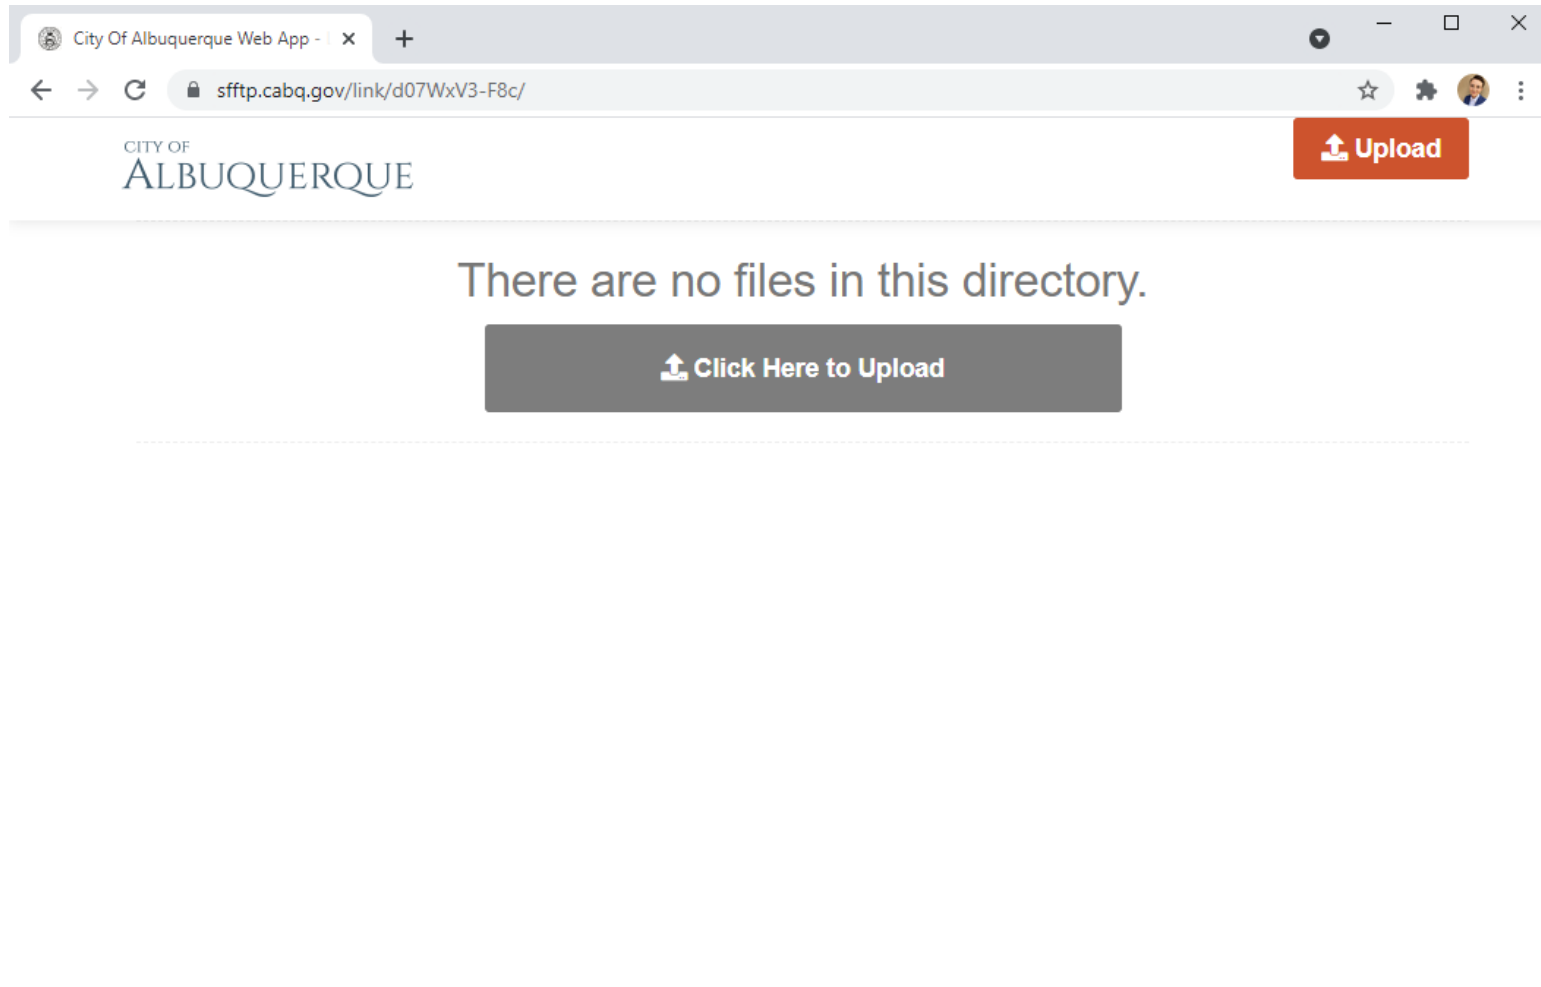 City Of Albuquerque Web App -
sfftp.cabq.gov/link/d07WxV3-F8c/
CITY OF
ALBUQUERQUE
Upload
There are no files in this directory.
Click Here to Upload